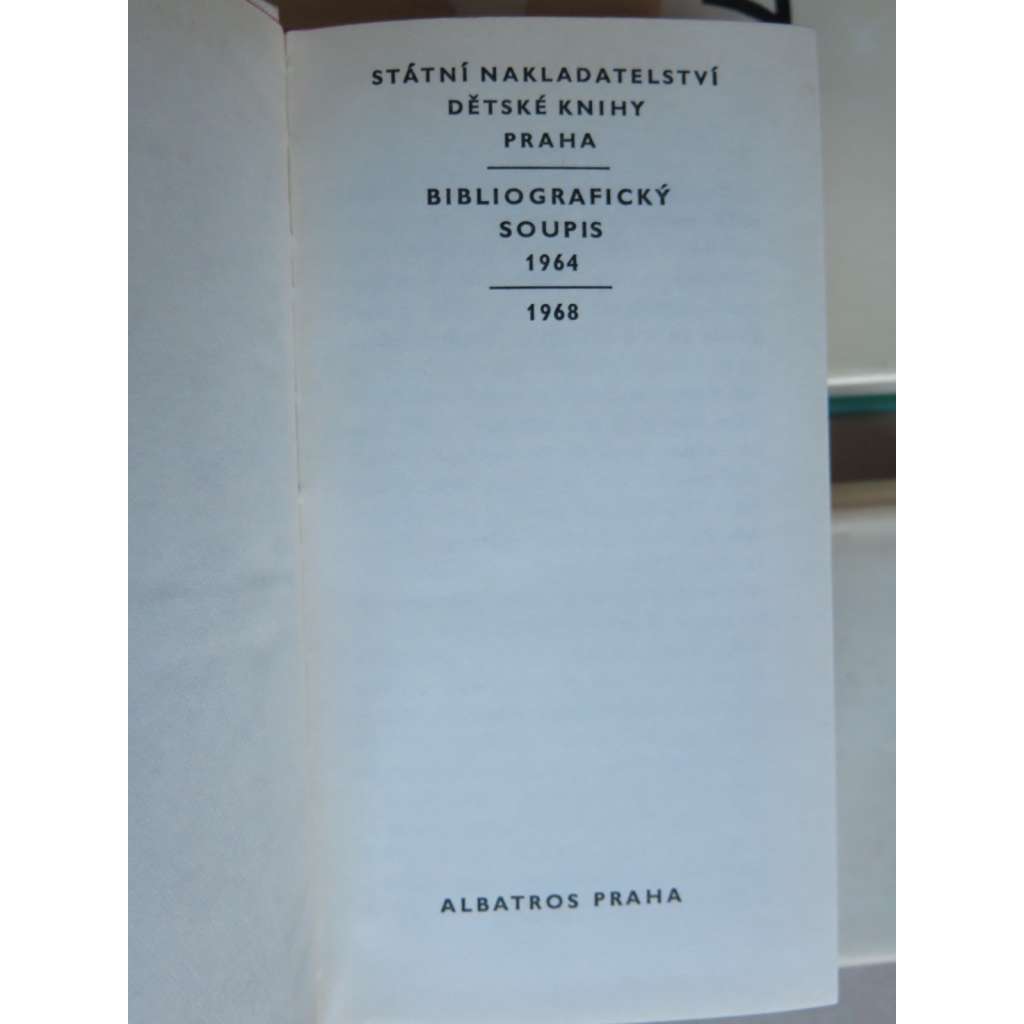 STÁTNÍ NAKLADATELSTVÍ
DĚTSKÉ KNIHY
PRAHA
BIBLIOGRAFICKÝ
SOUPIS
1964
1968
ALBATROS PRAHA